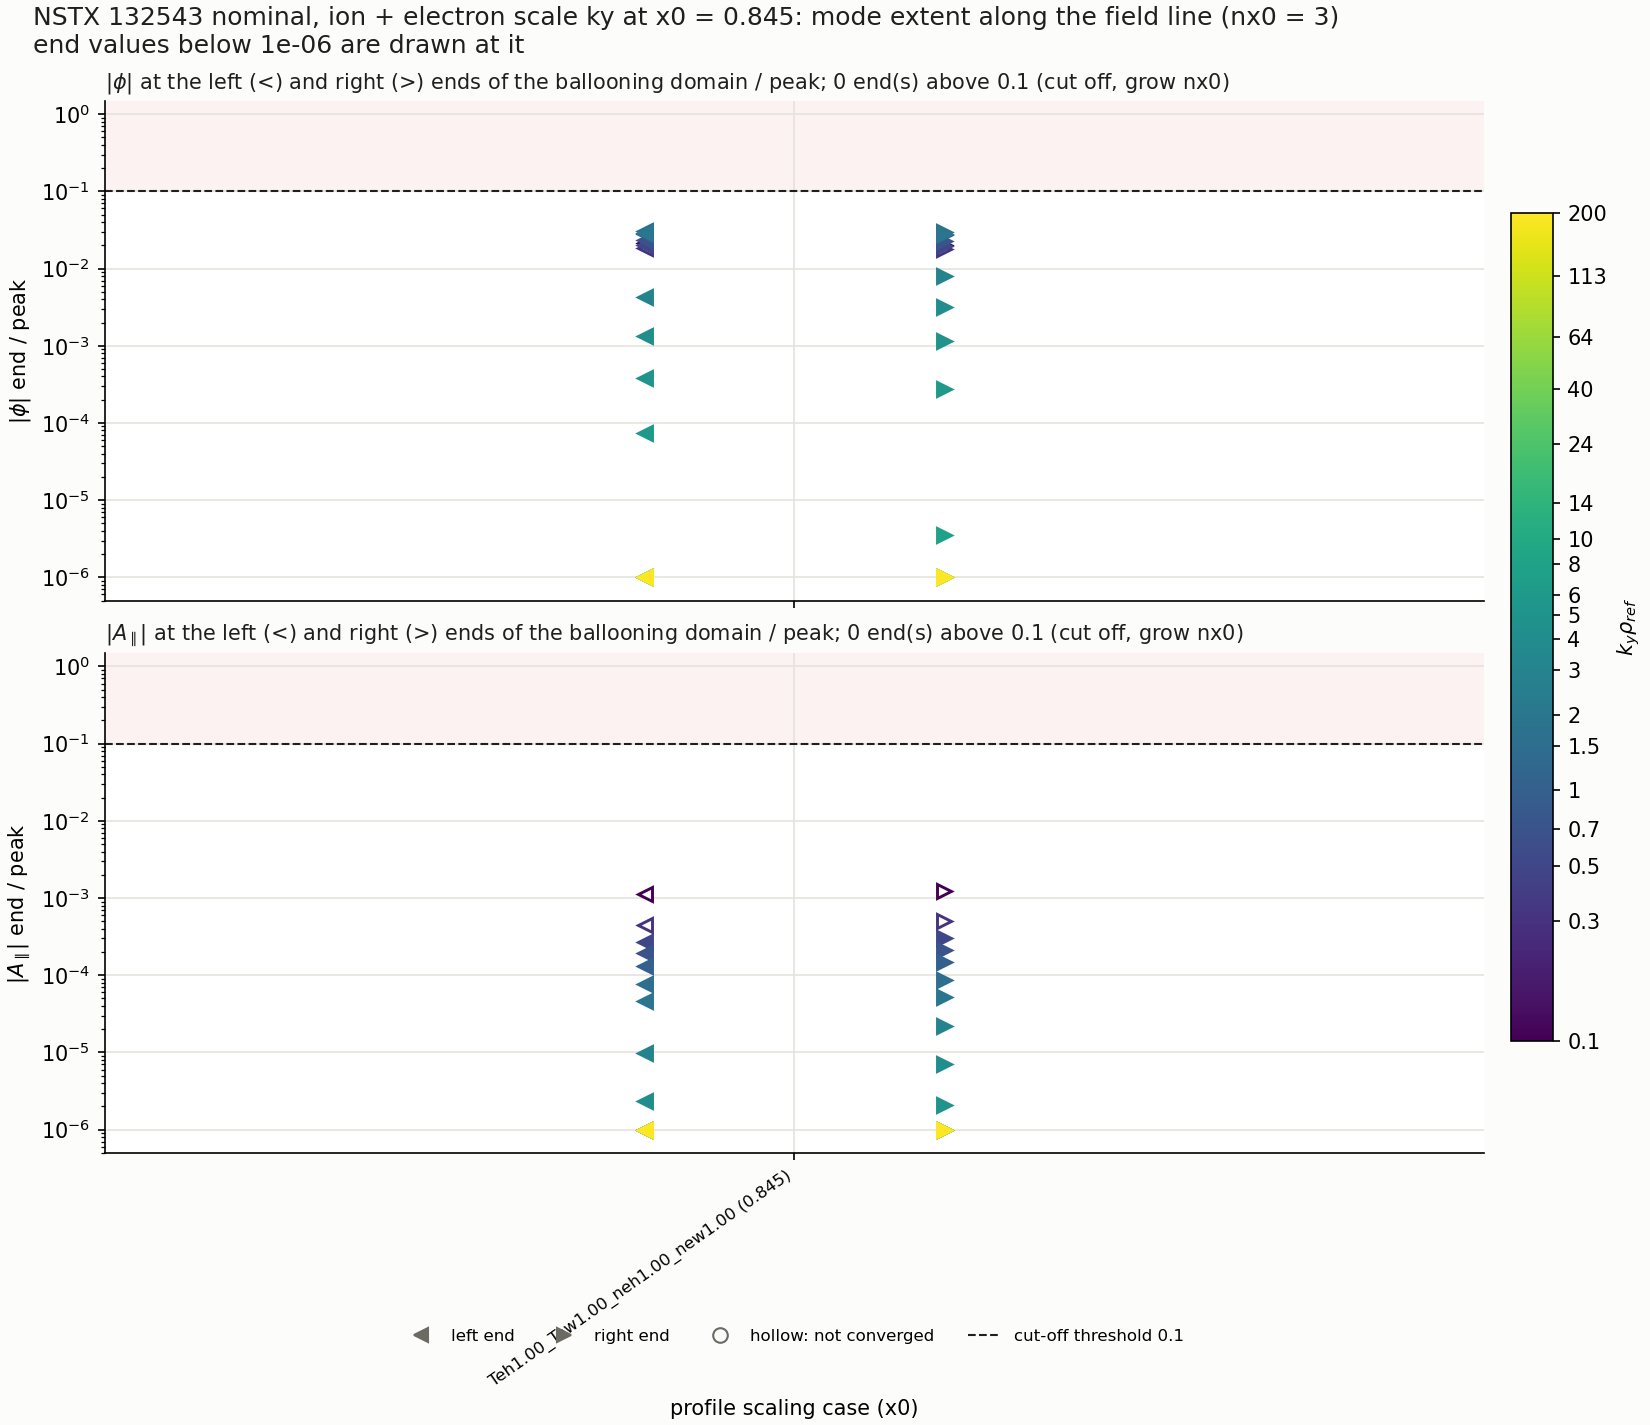 NSTX 132543 nominal, ion + electron scale ky at x0 = 0.845: mode extent along the field line (nx0 = 3)
end values below 1e-06 are drawn at it
|ϕ| at the left (<) and right (>) ends of the ballooning domain / peak; 0 end(s) above 0.1 (cut off, grow nx0)
10⁰
10⁻¹
10⁻²
10⁻³
10⁻⁴
10⁻⁵
10⁻⁶
|ϕ| end / peak
|A∥| at the left (<) and right (>) ends of the ballooning domain / peak; 0 end(s) above 0.1 (cut off, grow nx0)
10⁰
10⁻¹
10⁻²
10⁻³
10⁻⁴
10⁻⁵
10⁻⁶
|A∥| end / peak
200
113
64
40
24
14
10
8
6
5
4
3
2
1.5
1
0.7
0.5
0.3
0.1
kyρref
Teh1.00_Tew1.00_neh1.00_new1.00 (0.845)
left end
right end
hollow: not converged
cut-off threshold 0.1
profile scaling case (x0)